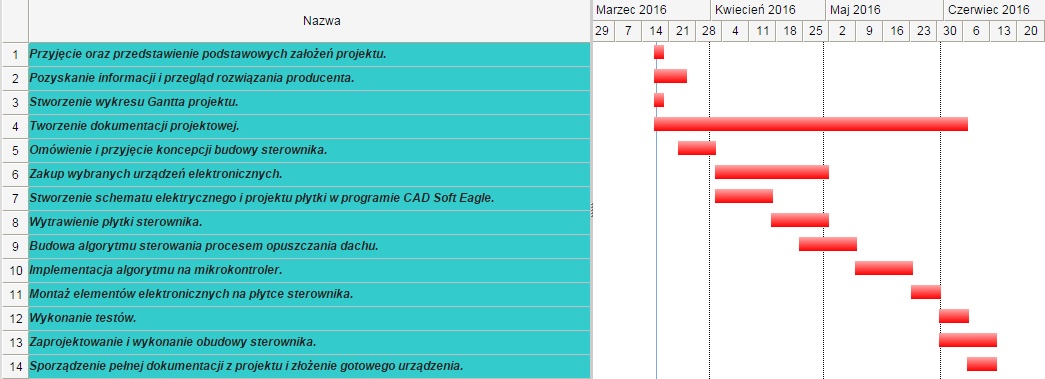 Nazwa
Marzec 2016 Kwiecień 2016 Maj 2016 Czerwiec 2016
29 7 14 21 28 4 11 18 25 2 9 16 23 30 6 13 20
1 Przyjęcie oraz przedstawienie podstawowych założeń projektu.
2 Pozyskanie informacji i przegląd rozwiązania producenta.
3 Stworzenie wykresu Gantta projektu.
4 Tworzenie dokumentacji projektowej.
5 Omówienie i przyjęcie koncepcji budowy sterownika.
6 Zakup wybranych urządzeń elektronicznych.
7 Stworzenie schematu elektrycznego i projektu płytki w programie CAD Soft Eagle.
8 Wytrawienie płytki sterownika.
9 Budowa algorytmu sterowania procesem opuszczania dachu.
10 Implementacja algorytmu na mikrokontroler.
11 Montaż elementów elektronicznych na płytce sterownika.
12 Wykonanie testów.
13 Zaprojektowanie i wykonanie obudowy sterownika.
14 Sporządzenie pełnej dokumentacji z projektu i złożenie gotowego urządzenia.